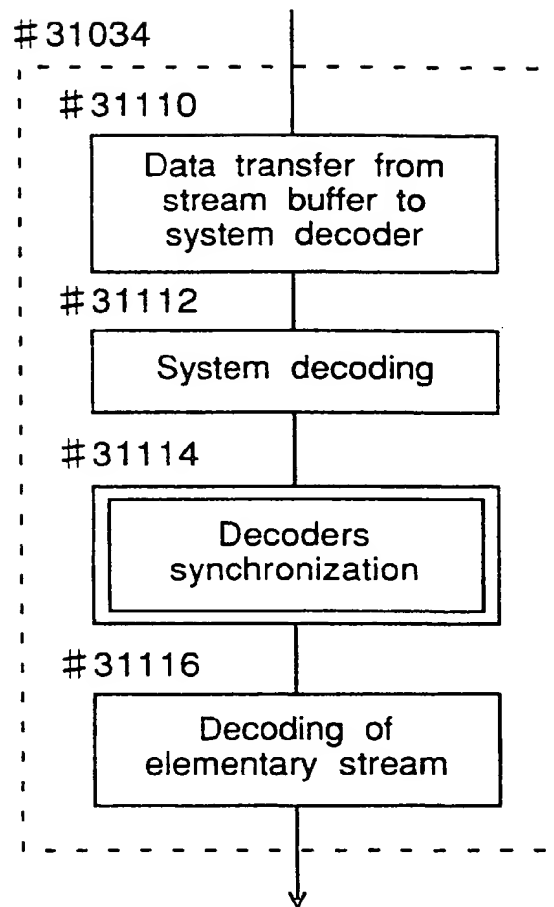 #31034
#31110
Data transfer from
stream buffer to
system decoder
#31112
System decoding
#31114
Decoders
synchronization
#31116
Decoding of
elementary stream